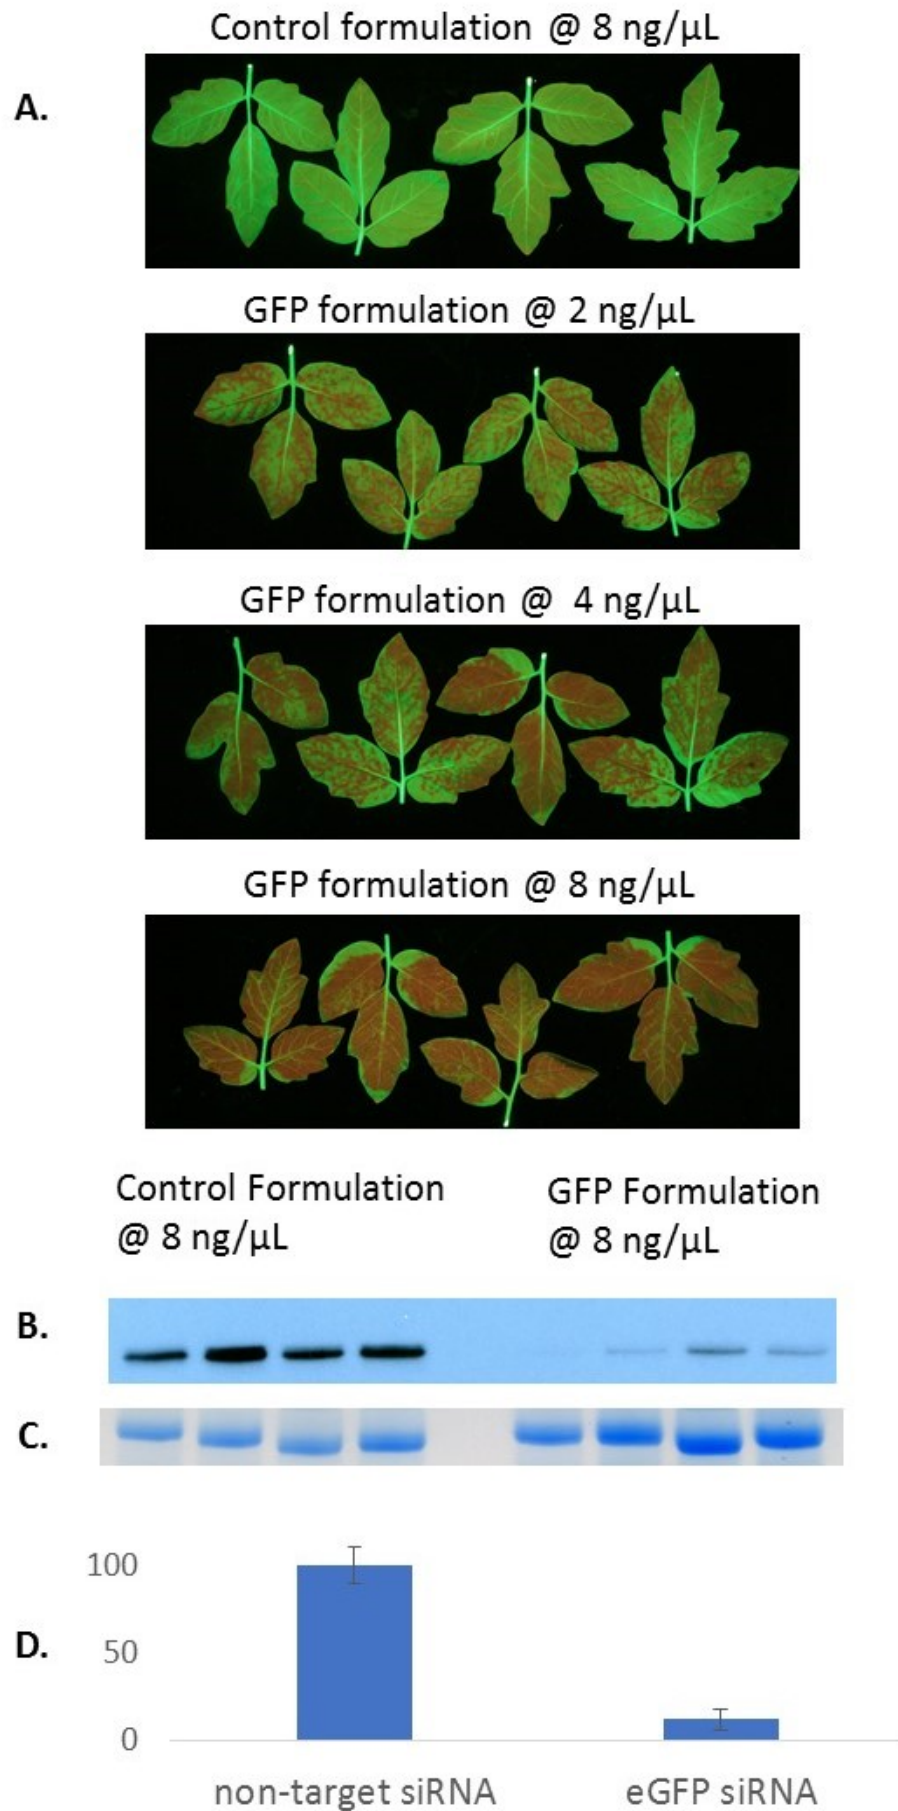 Control formulation @ 8 ng/µL
A.
GFP formulation @ 2 ng/µL
GFP formulation @  4 ng/µL
GFP formulation @ 8 ng/µL
Control Formulation
@ 8 ng/µL
GFP Formulation
@ 8 ng/µL
B.
C.
D.
100
50
0
non-target siRNA
eGFP siRNA